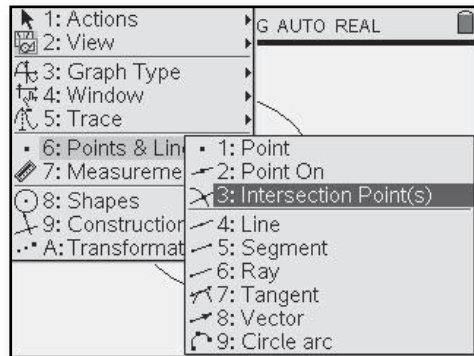 1: Actions
G AUTO REAL
2: View
3: Graph Type
4: Window
5: Trace
6: Points & Lin
7: Measureme
8: Shapes
9: Construction
A: Transformat
1: Point
2: Point On
3: Intersection Point(s)
4: Line
5: Segment
6: Ray
7: Tangent
8: Vector
9: Circle arc